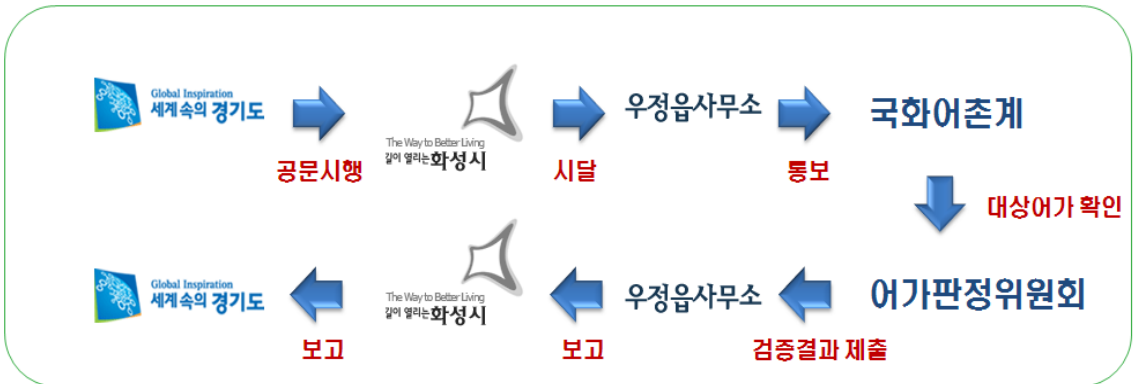 Global Inspiration
세계속의 경기도
공문시행
The Way to Better Living
길이 열리는 화성시
시달
우정읍사무소
통보
국화어촌계
대상어가 확인
어가판정위원회
검증결과 제출
우정읍사무소
보고
The Way to Better Living
길이 열리는 화성시
보고
Global Inspiration
세계속의 경기도